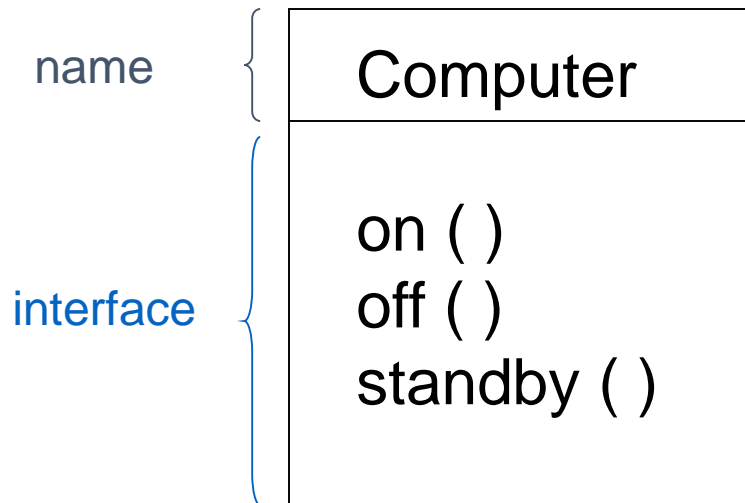 name
Computer
on ( )
off ( )
interface
standby ( )